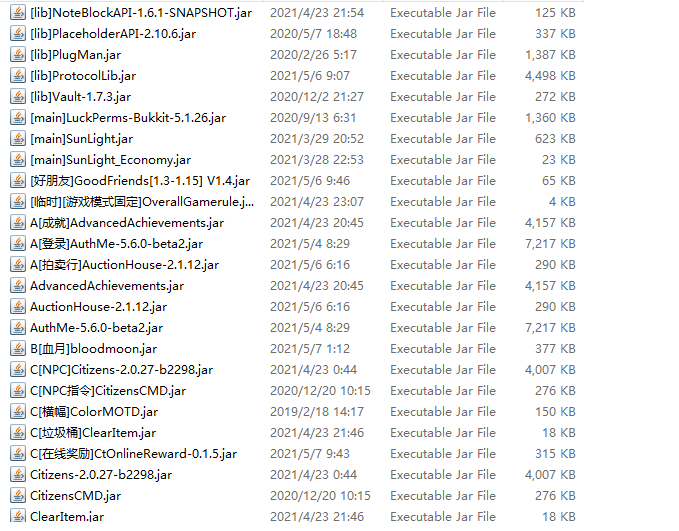 [lib]NoteBlockAPI-1.6.1-SNAPSHOT.jar 2021/4/23 21:54 Executable Jar File 125 KB
[lib]PlaceholderAPI-2.10.6.jar 2020/5/7 18:48 Executable Jar File 337 KB
[lib]PlugMan.jar 2020/2/26 5:17 Executable Jar File 1,387 KB
[lib]ProtocolLib.jar 2021/5/6 9:07 Executable Jar File 4,498 KB
[lib]Vault-1.7.3.jar 2020/12/2 21:27 Executable Jar File 272 KB
[main]LuckPerms-Bukkit-5.1.26.jar 2020/9/13 6:31 Executable Jar File 1,360 KB
[main]SunLight.jar 2021/3/29 20:52 Executable Jar File 623 KB
[main]SunLight_Economy.jar 2021/3/28 22:53 Executable Jar File 23 KB
[好朋友]GoodFriends[1.3-1.15] V1.4.jar 2021/5/6 9:46 Executable Jar File 65 KB
[临时][游戏模式固定]OverallGamerule.j... 2021/4/23 23:07 Executable Jar File 4 KB
A[成就]AdvancedAchievements.jar 2021/4/23 20:45 Executable Jar File 4,157 KB
A[登录]AuthMe-5.6.0-beta2.jar 2021/5/4 8:29 Executable Jar File 7,217 KB
A[拍卖行]AuctionHouse-2.1.12.jar 2021/5/6 6:16 Executable Jar File 290 KB
AdvancedAchievements.jar 2021/4/23 20:45 Executable Jar File 4,157 KB
AuctionHouse-2.1.12.jar 2021/5/6 6:16 Executable Jar File 290 KB
AuthMe-5.6.0-beta2.jar 2021/5/4 8:29 Executable Jar File 7,217 KB
B[血月]bloodmoon.jar 2021/5/7 1:12 Executable Jar File 377 KB
C[NPC]Citizens-2.0.27-b2298.jar 2021/4/23 0:44 Executable Jar File 4,007 KB
C[NPC指令]CitizensCMD.jar 2020/12/20 10:15 Executable Jar File 276 KB
C[横幅]ColorMOTD.jar 2019/2/18 14:17 Executable Jar File 150 KB
C[垃圾桶]ClearItem.jar 2021/4/23 21:46 Executable Jar File 18 KB
C[在线奖励]CtOnlineReward-0.1.5.jar 2021/5/7 9:43 Executable Jar File 315 KB
Citizens-2.0.27-b2298.jar 2021/4/23 0:44 Executable Jar File 4,007 KB
CitizensCMD.jar 2020/12/20 10:15 Executable Jar File 276 KB
ClearItem.jar 2021/4/23 21:46 Executable Jar File 18 KB